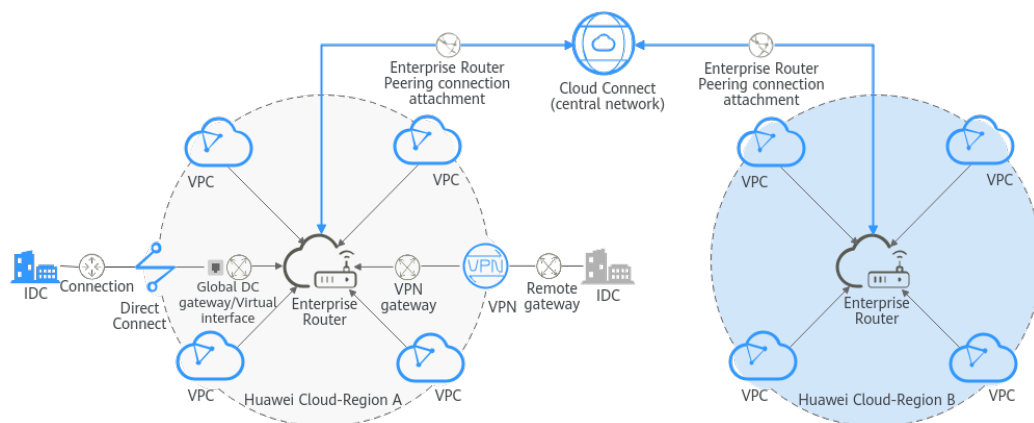 Enterprise Router
Peering connection
attachment
Cloud Connect
(central network)
Enterprise Router
Peering connection
attachment
VPC
VPC
VPC
VPC
IDC
Connection
Direct
Connect
Global DC
gateway/Virtual
interface
Enterprise
Router
VPN
gateway
VPN
VPN
Remote
gateway
IDC
Enterprise
Router
VPC
VPC
Huawei Cloud-Region A
VPC
VPC
Huawei Cloud-Region B